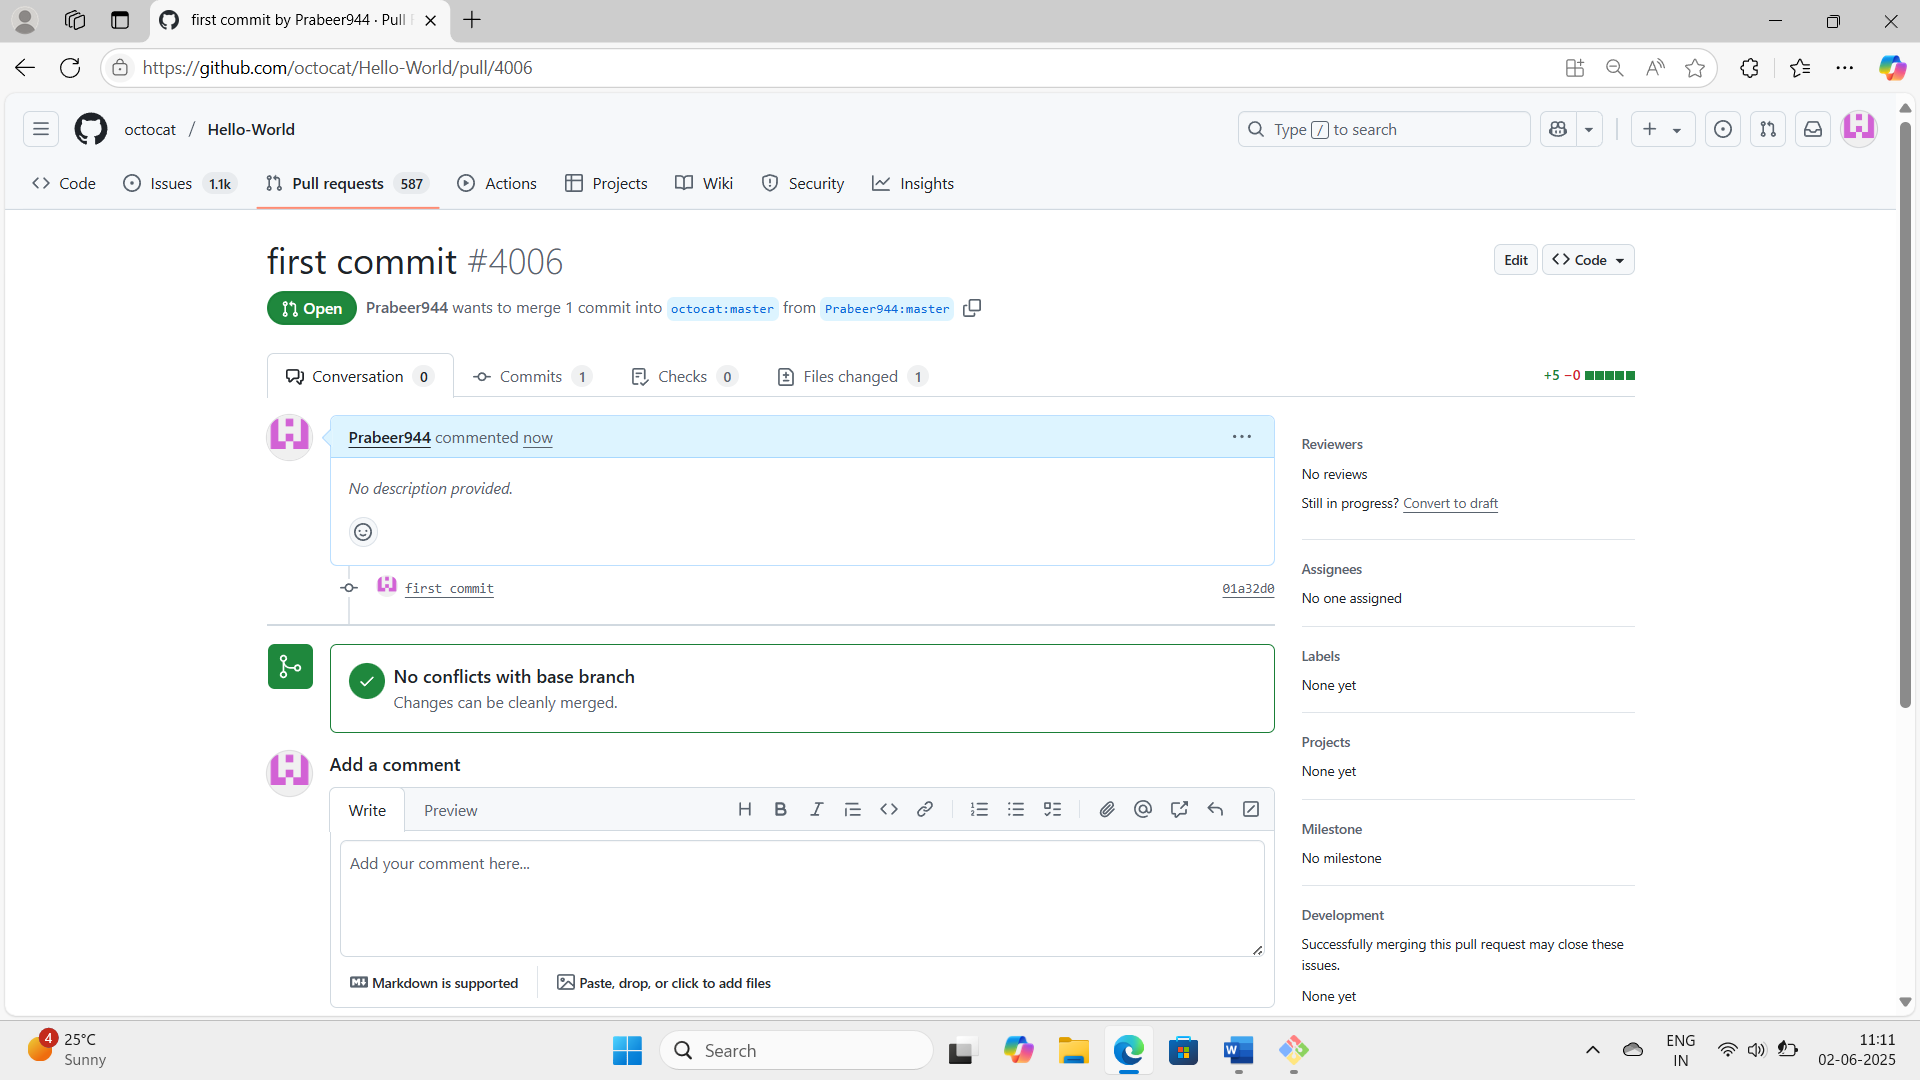 first commit by Prabeer944 · Pull
https://github.com/octocat/Hello-World/pull/4006
octocat / Hello-World
Type / to search
Code
Issues 1.1k
Pull requests 587
Actions
Projects
Wiki
Security
Insights
first commit #4006
Edit
<> Code
Open
Prabeer944 wants to merge 1 commit into octocat:master from Prabeer944:master
Conversation 0
Commits 1
Checks 0
Files changed 1
+5 −0
Prabeer944 commented now
No description provided.
first commit
01a32d0
No conflicts with base branch
Changes can be cleanly merged.
Add a comment
Write
Preview
Add your comment here...
Markdown is supported
Paste, drop, or click to add files
Reviewers
No reviews
Still in progress? Convert to draft
Assignees
No one assigned
Labels
None yet
Projects
None yet
Milestone
No milestone
Development
Successfully merging this pull request may close these
issues.
None yet
4
25°C
Sunny
Search
ENG
IN
11:11
02-06-2025